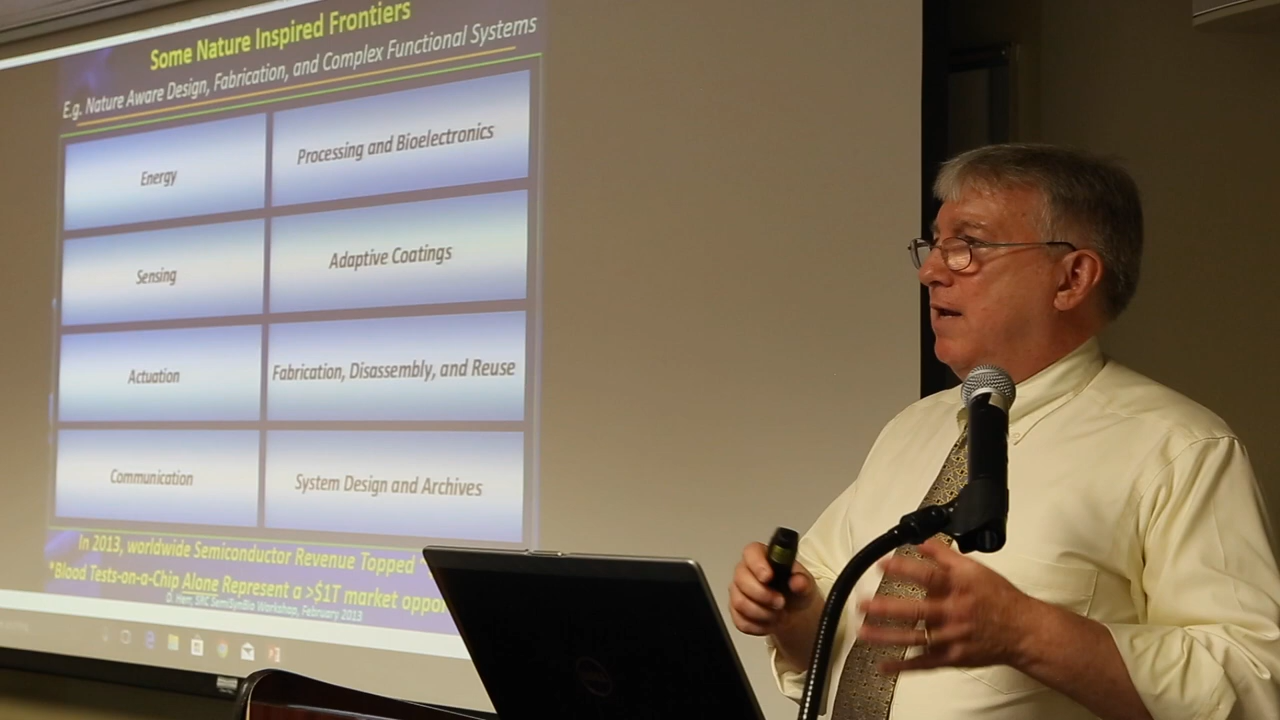 Some Nature Inspired Frontiers
E.g. Nature Aware Design, Fabrication, and Complex Functional Systems
Energy
Processing and Bioelectronics
Sensing
Adaptive Coatings
Actuation
Fabrication, Disassembly, and Reuse
Communication
System Design and Archives
In 2013, worldwide Semiconductor Revenue Topped
*Blood Tests-on-a-Chip Alone Represent a >$1T market
D. Herr, SRC SemiSynBio Workshop, February 2013